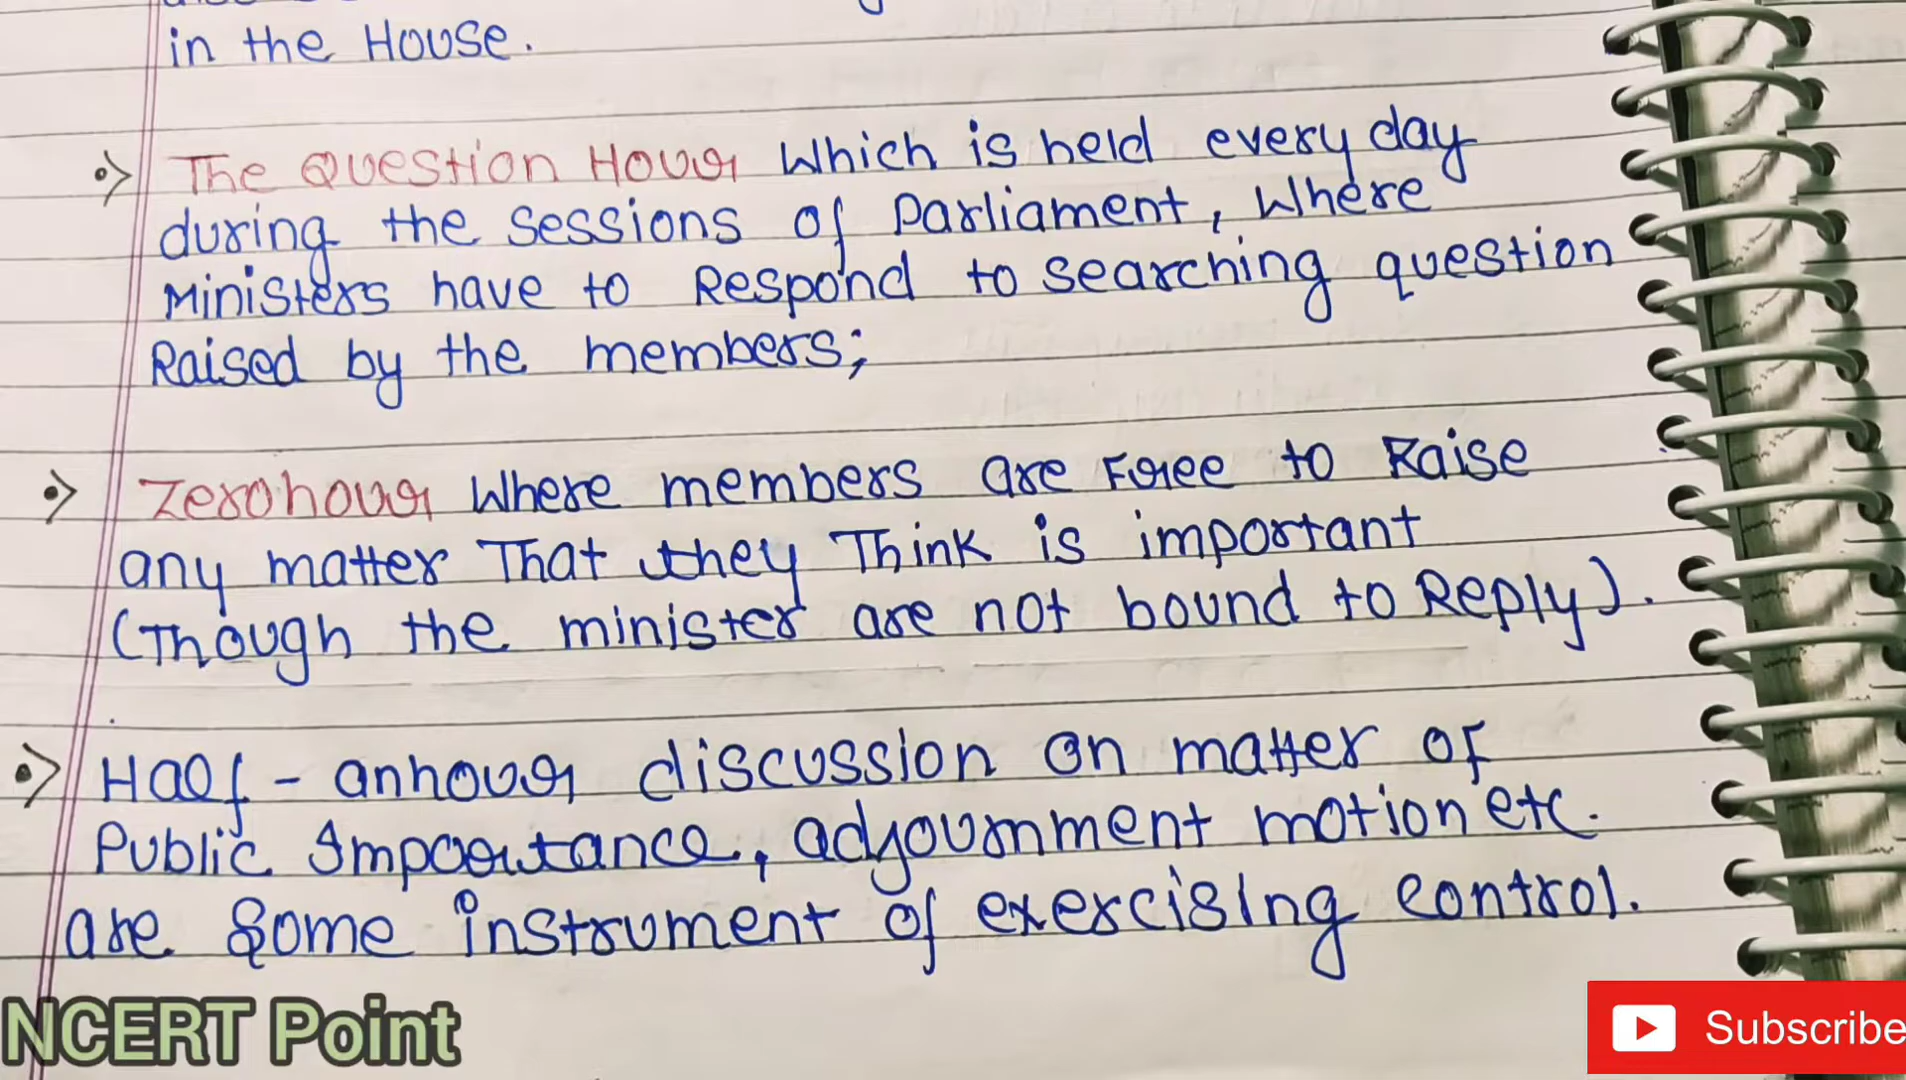 in the House.
The Question Hour Which is held every day
during the sessions of Parliament, Where
Ministers have to Respond to searching question
Raised by the members;
Zerohour Where members are Free to Raise
any matter That they Think is important
(Though the minister are not bound to Reply).
Half - anhour discussion on matter of
Public Importance, adyournment motion etc.
are Some instrument of exercising control.
NCERT Point
Subscribe